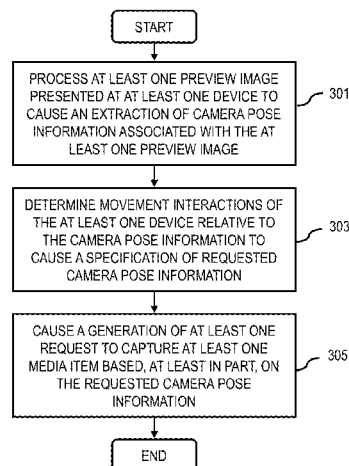 START
PROCESS AT LEAST ONE PREVIEW IMAGE
PRESENTED AT AT LEAST ONE DEVICE TO
CAUSE AN EXTRACTION OF CAMERA POSE
INFORMATION ASSOCIATED WITH THE AT
LEAST ONE PREVIEW IMAGE
301
DETERMINE MOVEMENT INTERACTIONS OF
THE AT LEAST ONE DEVICE RELATIVE TO
THE CAMERA POSE INFORMATION TO
CAUSE A SPECIFICATION OF REQUESTED
CAMERA POSE INFORMATION
303
CAUSE A GENERATION OF AT LEAST ONE
REQUEST TO CAPTURE AT LEAST ONE
MEDIA ITEM BASED, AT LEAST IN PART, ON
THE REQUESTED CAMERA POSE
INFORMATION
305
END